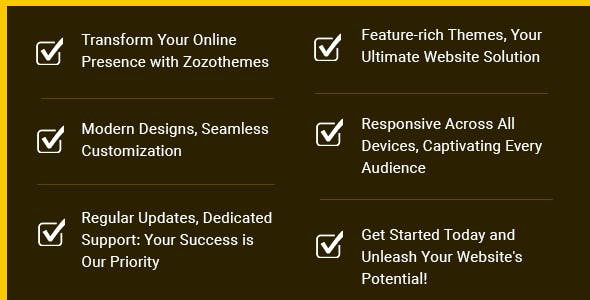 Transform Your Online
Presence with Zozothemes
Modern Designs, Seamless
Customization
Regular Updates, Dedicated
Support: Your Success is
Our Priority
Feature-rich Themes, Your
Ultimate Website Solution
Responsive Across All
Devices, Captivating Every
Audience
Get Started Today and
Unleash Your Website's
Potential!